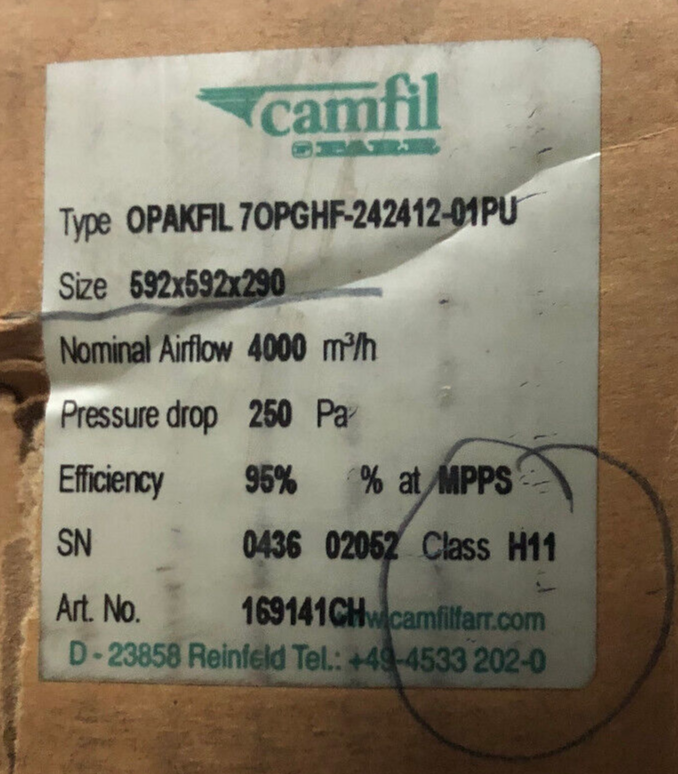 camfil
FARR
Type OPAKFIL 7OPGHF-242412-01PU
Size 592x592x290
Nominal Airflow 4000 m³/h
Pressure drop 250 Pa
Efficiency 95% % at MPPS
SN 0436 02052 Class H11
Art. No. 169141CH www.camfilfarr.com
D - 23858 Reinfeld Tel.: +49-4533 202-0